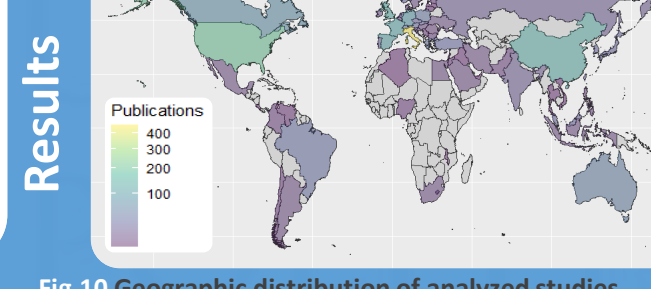 Results
Publications
400
300
200
100
Fig.10 Geographic distribution of analyzed studies